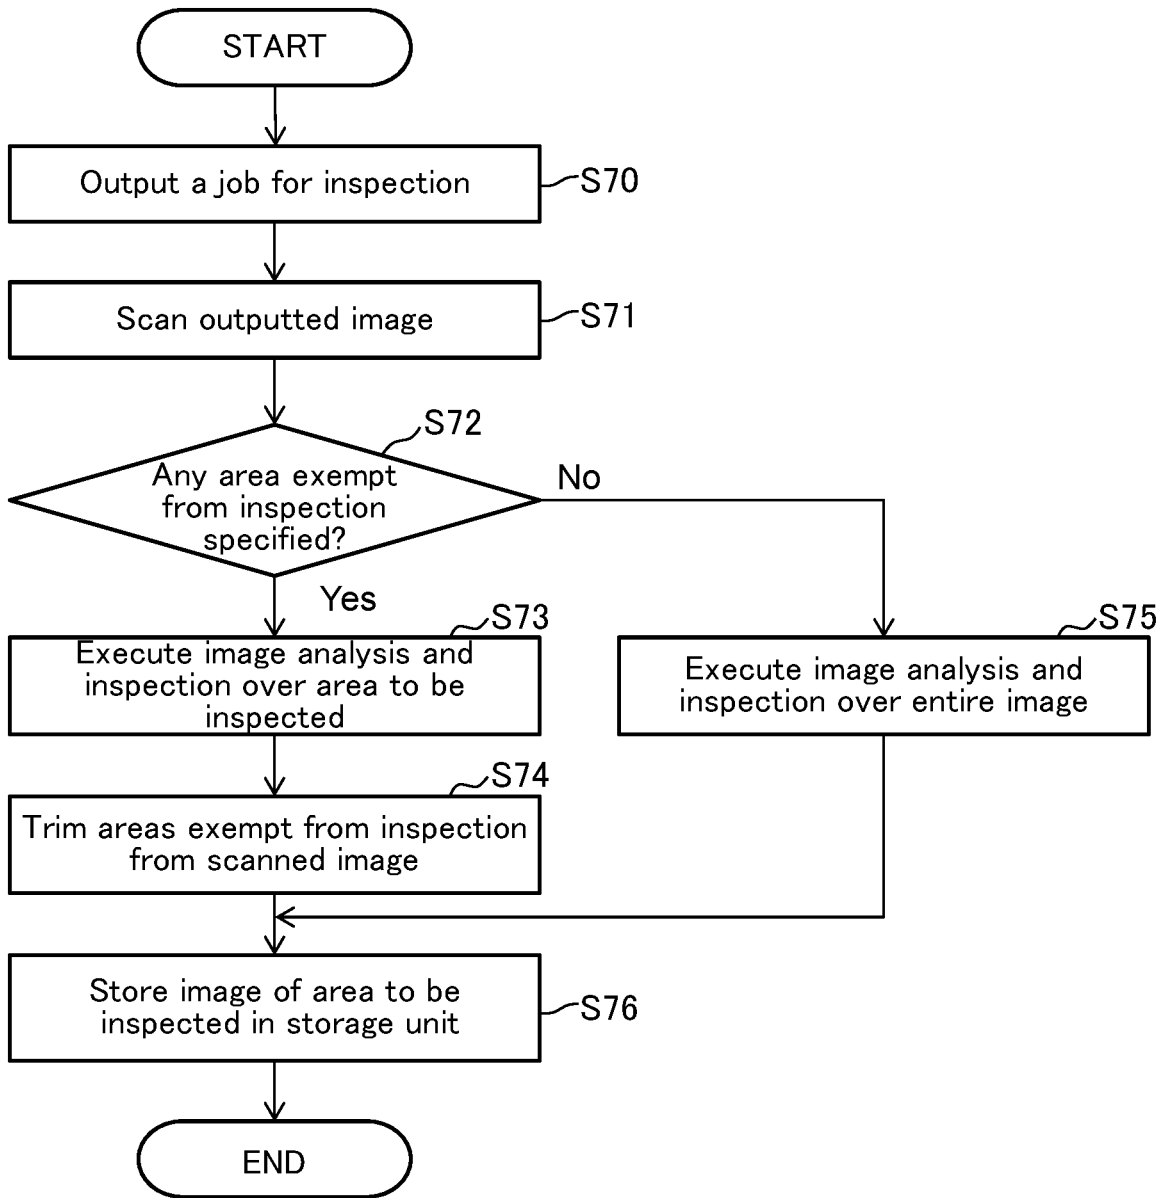 START
Output a job for inspection
S70
Scan outputted image
S71
S72
Any area exempt
from inspection
specified?
No
Yes
S73
Execute image analysis and
inspection over area to be
inspected
S75
Execute image analysis and
inspection over entire image
S74
Trim areas exempt from inspection
from scanned image
Store image of area to be
inspected in storage unit
S76
END